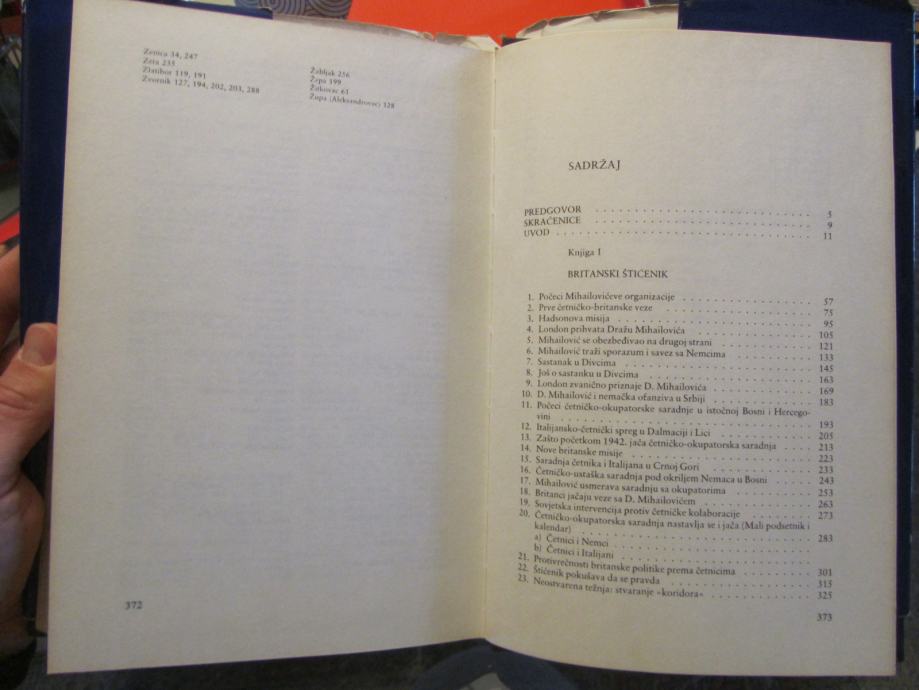 Zenica 34, 247
Zeta 235
Zlatibor 119, 191
Zvornik 127, 194, 202, 203, 288
Žabljak 256
Žepa 199
Žitkovac 61
Župa (Aleksandrovac) 128
372
SADRŽAJ
PREDGOVOR . . . . . . . . . . 5
SKRAĆENICE . . . . . . . . . . 9
UVOD . . . . . . . . . . 11
Knjiga I
BRITANSKI ŠTIĆENIK
1. Počeci Mihailovićeve organizacije . . . . . . . . . . 57
2. Prve četničko-britanske veze . . . . . . . . . . 75
3. Hadsonova misija . . . . . . . . . . 95
4. London prihvata Dražu Mihailovića . . . . . . . . . . 105
5. Mihailović se obezbeđivao na drugoj strani . . . . . . . . . . 121
6. Mihailović traži sporazum i savez sa Nemcima . . . . . . . . . . 133
7. Sastanak u Divcima . . . . . . . . . . 145
8. Još o sastanku u Divcima . . . . . . . . . . 163
9. London zvanično priznaje D. Mihailovića . . . . . . . . . . 169
10. D. Mihailović i nemačka ofanziva u Srbiji . . . . . . . . . . 183
11. Počeci četničko-okupatorske saradnje u istočnoj Bosni i Hercego-
vini . . . . . . . . . . 193
12. Italijansko-četnički spreg u Dalmaciji i Lici . . . . . . . . . . 205
13. Zašto početkom 1942. jača četničko-okupatorska saradnja . . . . . . . . . . 213
14. Nove britanske misije . . . . . . . . . . 223
15. Saradnja četnika i Italijana u Crnoj Gori . . . . . . . . . . 233
16. Četničko-ustaška saradnja pod okriljem Nemaca u Bosni . . . . . . . . . . 243
17. Mihailović usmerava saradnju sa okupatorima . . . . . . . . . . 253
18. Britanci jačaju veze sa D. Mihailovićem . . . . . . . . . . 263
19. Sovjetska intervencija protiv četničke kolaboracije . . . . . . . . . . 273
20. Četničko-okupatorska saradnja nastavlja se i jača (Mali podsetnik i
kalendar) . . . . . . . . . . 283
a) Četnici i Nemci . . . . . . . . . .
b) Četnici i Italijani . . . . . . . . . .
21. Protivrečnosti britanske politike prema četnicima . . . . . . . . . . 301
22. Štićenik pokušava da se pravda . . . . . . . . . . 315
23. Neostvarena težnja: stvaranje »koridora« . . . . . . . . . . 325
373